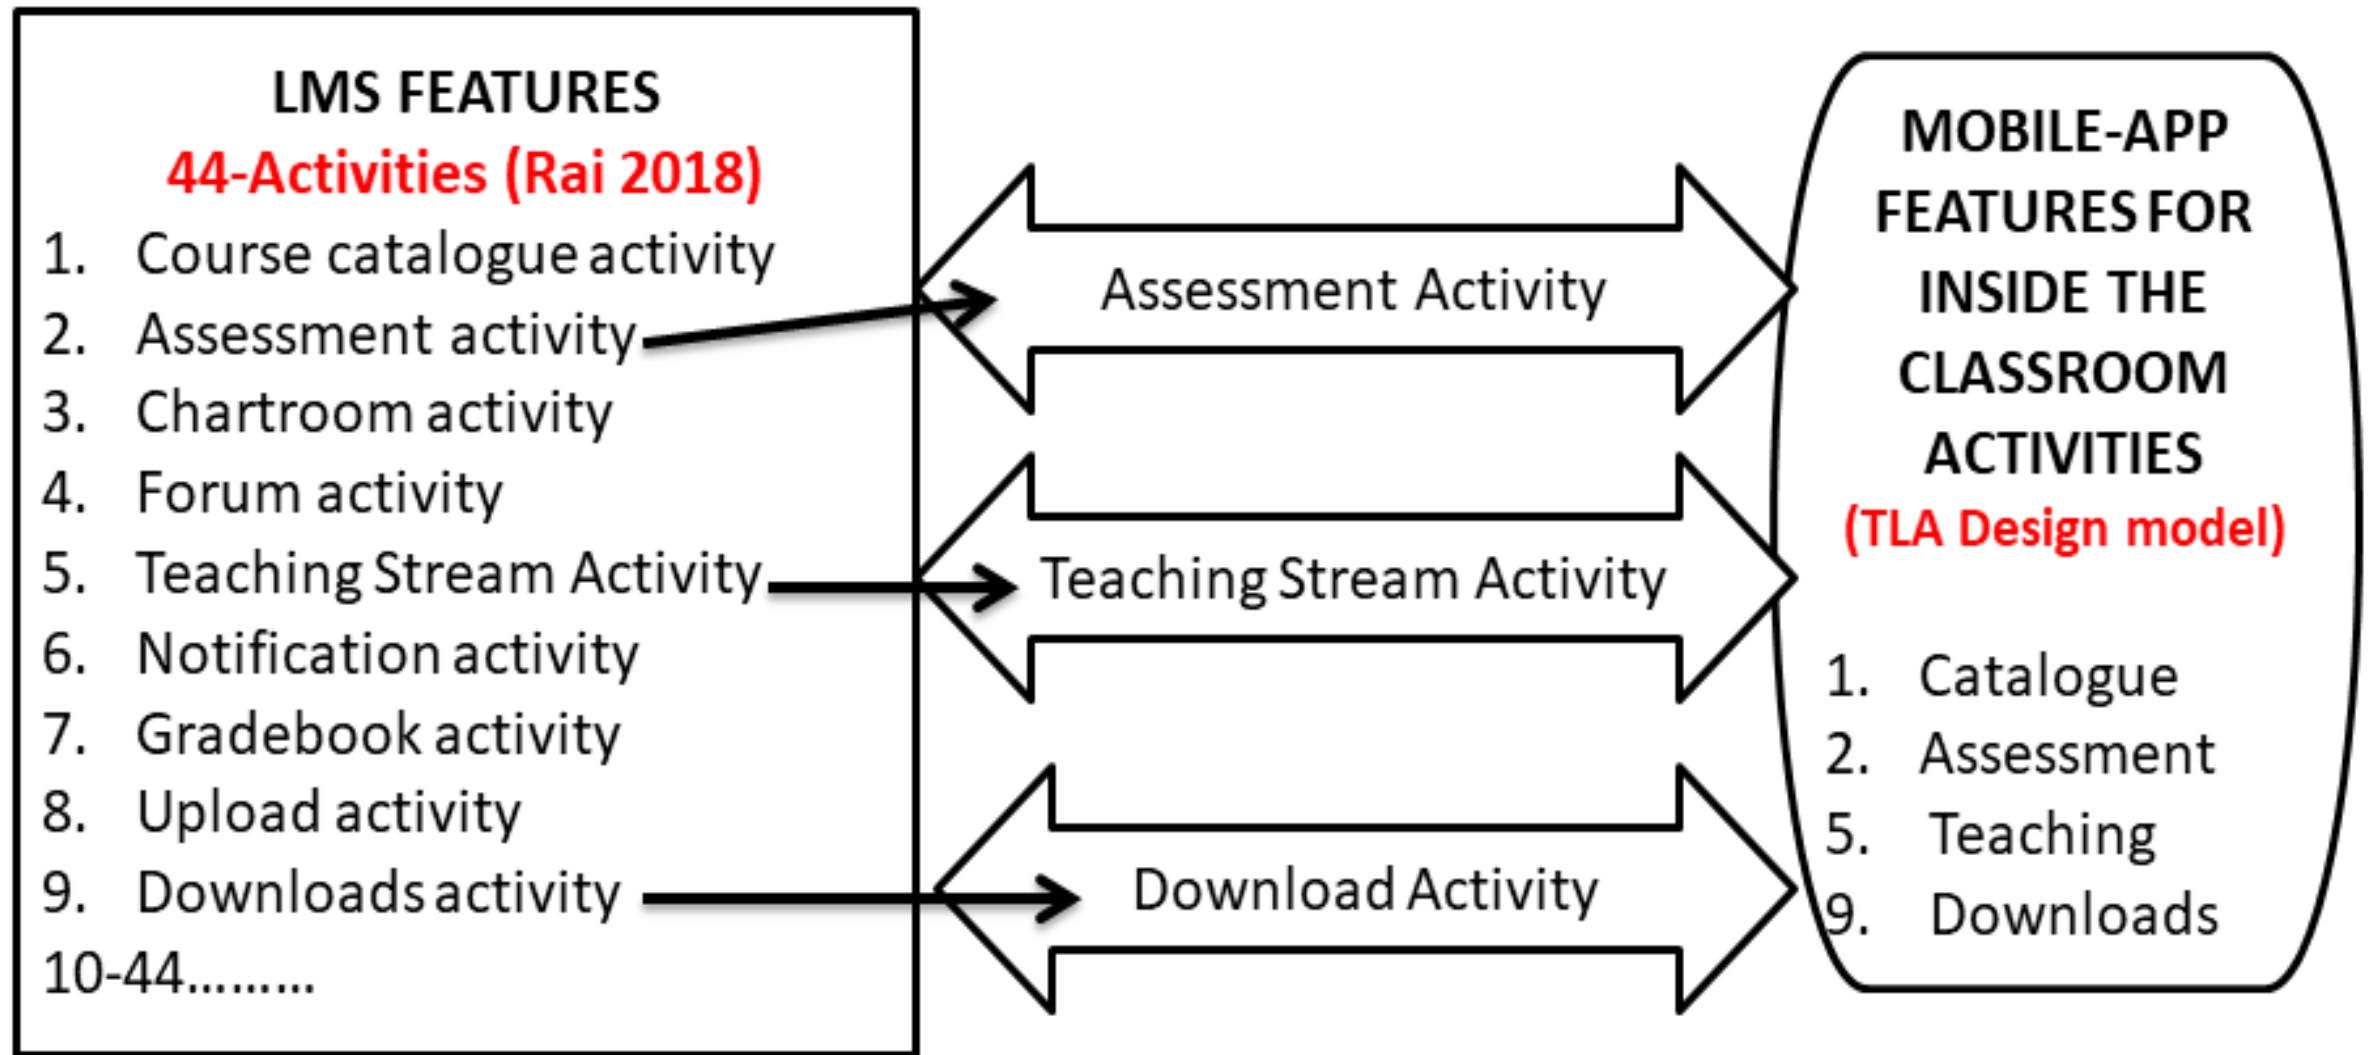 LMS FEATURES
44-Activities (Rai 2018)
1. Course catalogue activity
2. Assessment activity
3. Chartroom activity
4. Forum activity
5. Teaching Stream Activity
6. Notification activity
7. Gradebook activity
8. Upload activity
9. Downloads activity
10-44.........
Assessment Activity
Teaching Stream Activity
Download Activity
MOBILE-APP
FEATURES FOR
INSIDE THE
CLASSROOM
ACTIVITIES
(TLA Design model)
1. Catalogue
2. Assessment
5. Teaching
9. Downloads